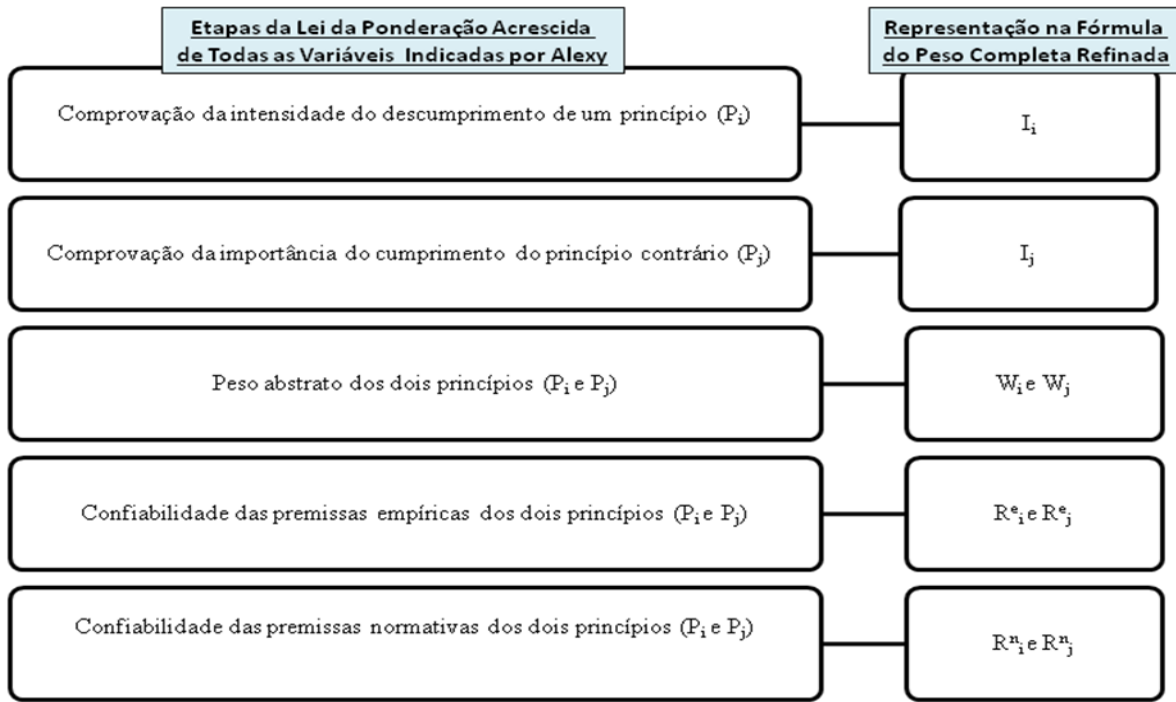 Etapas da Lei da Ponderação Acrescida
de Todas as Variáveis Indicadas por Alexy
Representação na Fórmula
do Peso Completa Refinada
Comprovação da intensidade do descumprimento de um princípio (Pᵢ)
Iᵢ
Comprovação da importância do cumprimento do princípio contrário (Pⱼ)
Iⱼ
Peso abstrato dos dois princípios (Pᵢ e Pⱼ)
Wᵢ e Wⱼ
Confiabilidade das premissas empíricas dos dois princípios (Pᵢ e Pⱼ)
Rᵉᵢ e Rᵉⱼ
Confiabilidade das premissas normativas dos dois princípios (Pᵢ e Pⱼ)
Rⁿᵢ e Rⁿⱼ